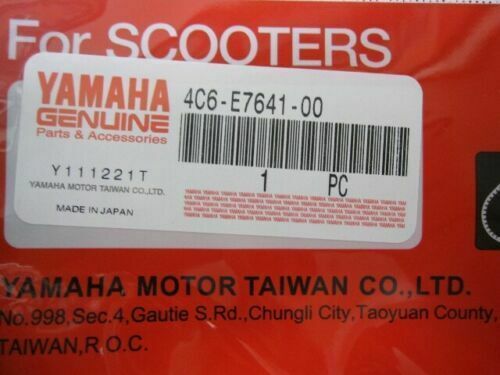 For SCOOTERS
YAMAHA
GENUINE
Parts & Accessories
4C6-E7641-00
Y111221T
1 PC
YAMAHA MOTOR TAIWAN CO.,LTD.
MADE IN JAPAN
YAMAHA MOTOR TAIWAN CO.,LTD.
No.998,Sec.4,Gautie S.Rd.,Chungli City,Taoyuan County,
TAIWAN,R.O.C.